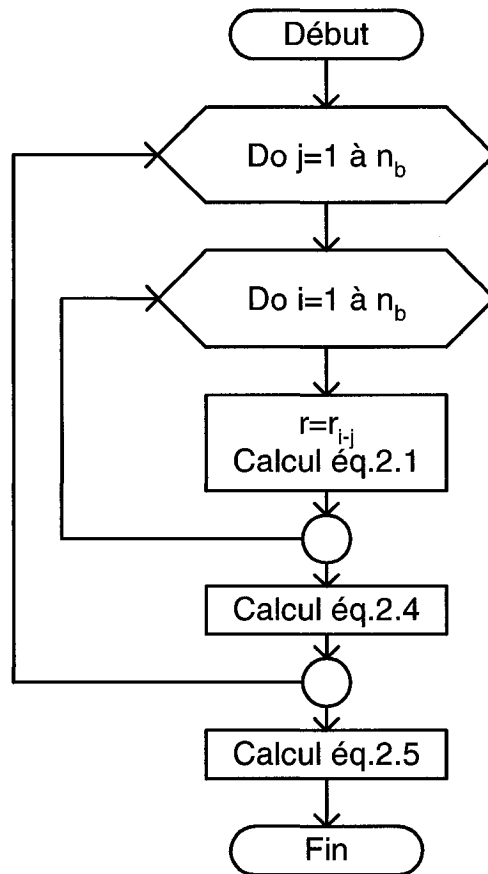 Début
Do j=1 à n_b
Do i=1 à n_b
r=r_{i-j}
Calcul éq.2.1
Calcul éq.2.4
Calcul éq.2.5
Fin